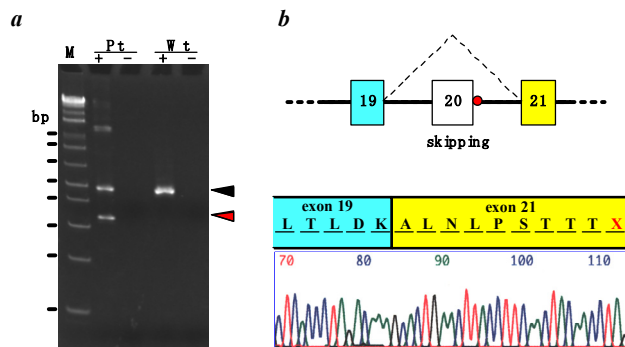 a
b
Pt
Wt
M
+ - + -
bp
19
20
21
skipping
exon 19
exon 21
L T L D K A L N L P S T T T X
70 80 90 100 110